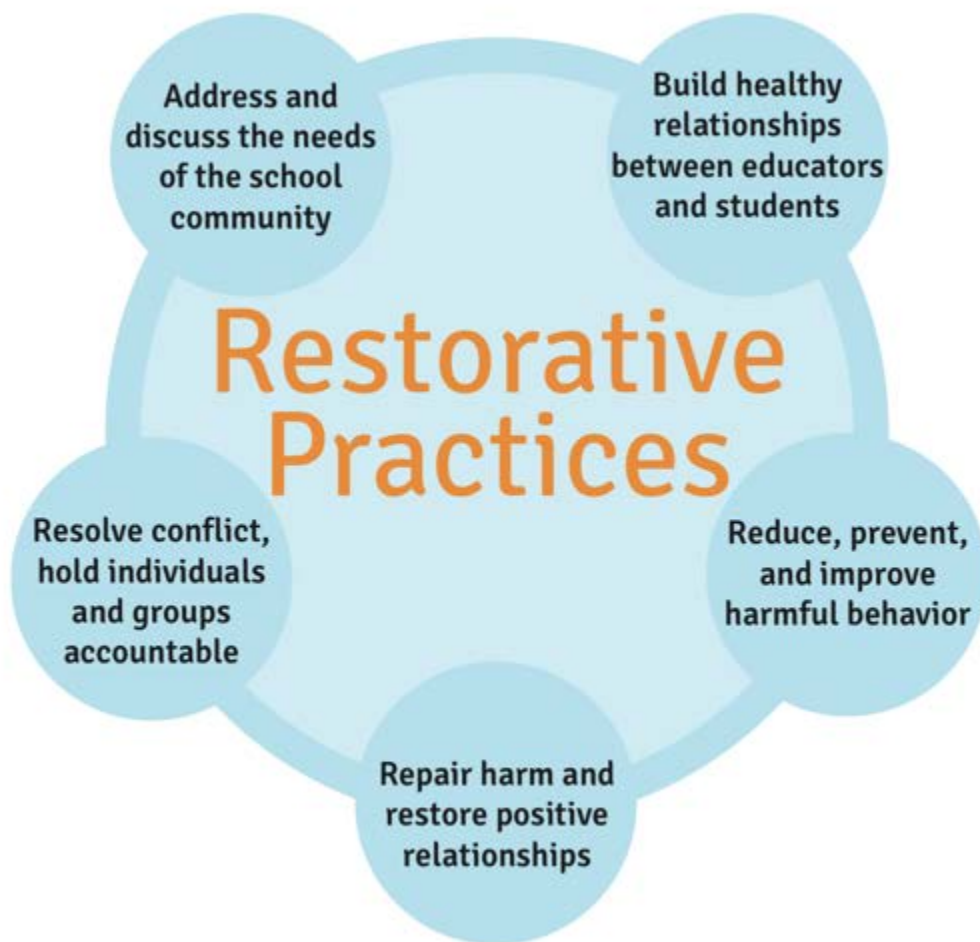 Address and
discuss the needs
of the school
community
Build healthy
relationships
between educators
and students
Restorative
Practices
Resolve conflict,
hold individuals
and groups
accountable
Reduce, prevent,
and improve
harmful behavior
Repair harm and
restore positive
relationships